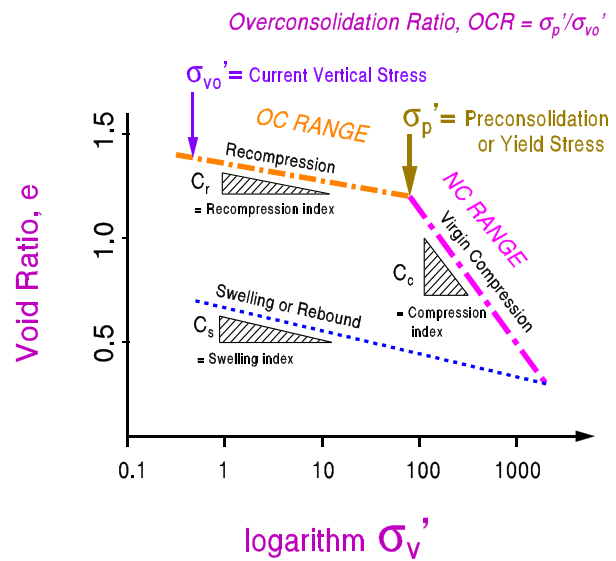 Overconsolidation Ratio, OCR = σp'/σvo'
σvo' = Current Vertical Stress
OC RANGE
σp' = Preconsolidation
or Yield Stress
Recompression
Cr
= Recompression index
NC RANGE
Virgin Compression
Cc
= Compression
index
Swelling or Rebound
Cs
= Swelling index
Void Ratio, e
1.5
1.0
0.5
0.1
1
10
100
1000
logarithm σv'